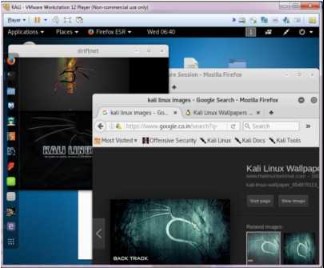 KALI - VMware Workstation 12 Player (Non-commercial use only)
Player
Applications Places Firefox ESR Wed 06:40
driftnet
re Session - Mozilla Firefox
kali linux images - Google Search - Mozilla Firefox
kali linux images - Go...
Kali Linux Wallpapers ...
https://www.google.co.in/search?q=
Search
Most Visited
Offensive Security
Kali Linux
Kali Docs
Kali Tools
KALI LINUX
Kali Linux Wallpape
Visit page
View image
Related images:
BACK TRACK